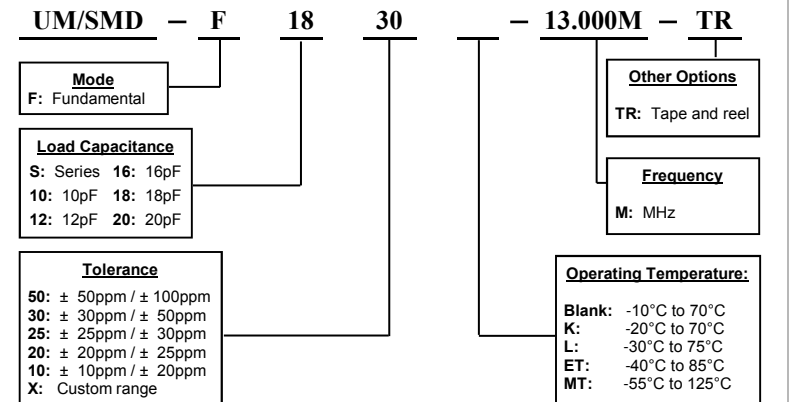 UM/SMD – F 18 30 – 13.000M – TR
Mode
F: Fundamental
Load Capacitance
S: Series 16: 16pF
10: 10pF 18: 18pF
12: 12pF 20: 20pF
Tolerance
50: ± 50ppm / ± 100ppm
30: ± 30ppm / ± 50ppm
25: ± 25ppm / ± 30ppm
20: ± 20ppm / ± 25ppm
10: ± 10ppm / ± 20ppm
X: Custom range
Other Options
TR: Tape and reel
Frequency
M: MHz
Operating Temperature:
Blank: -10°C to 70°C
K: -20°C to 70°C
L: -30°C to 75°C
ET: -40°C to 85°C
MT: -55°C to 125°C